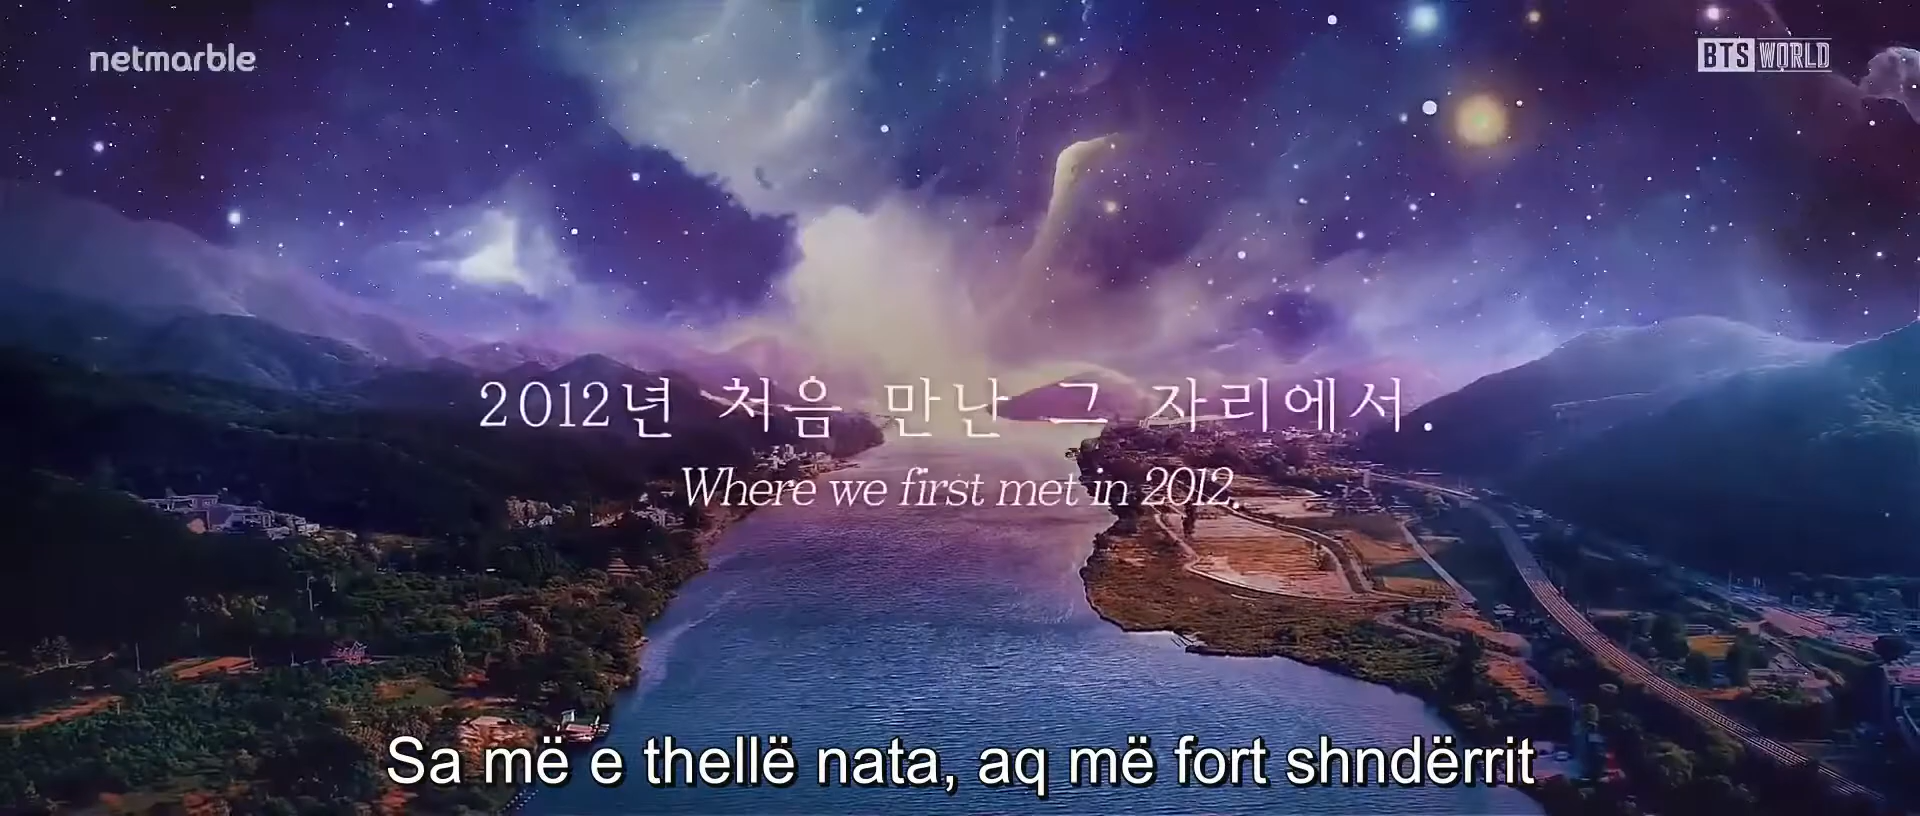 netmarble
BTS WORLD
2012년 처음 만난 그 자리에서.
Where we first met in 2012.
Sa më e thellë nata, aq më fort shndërrit